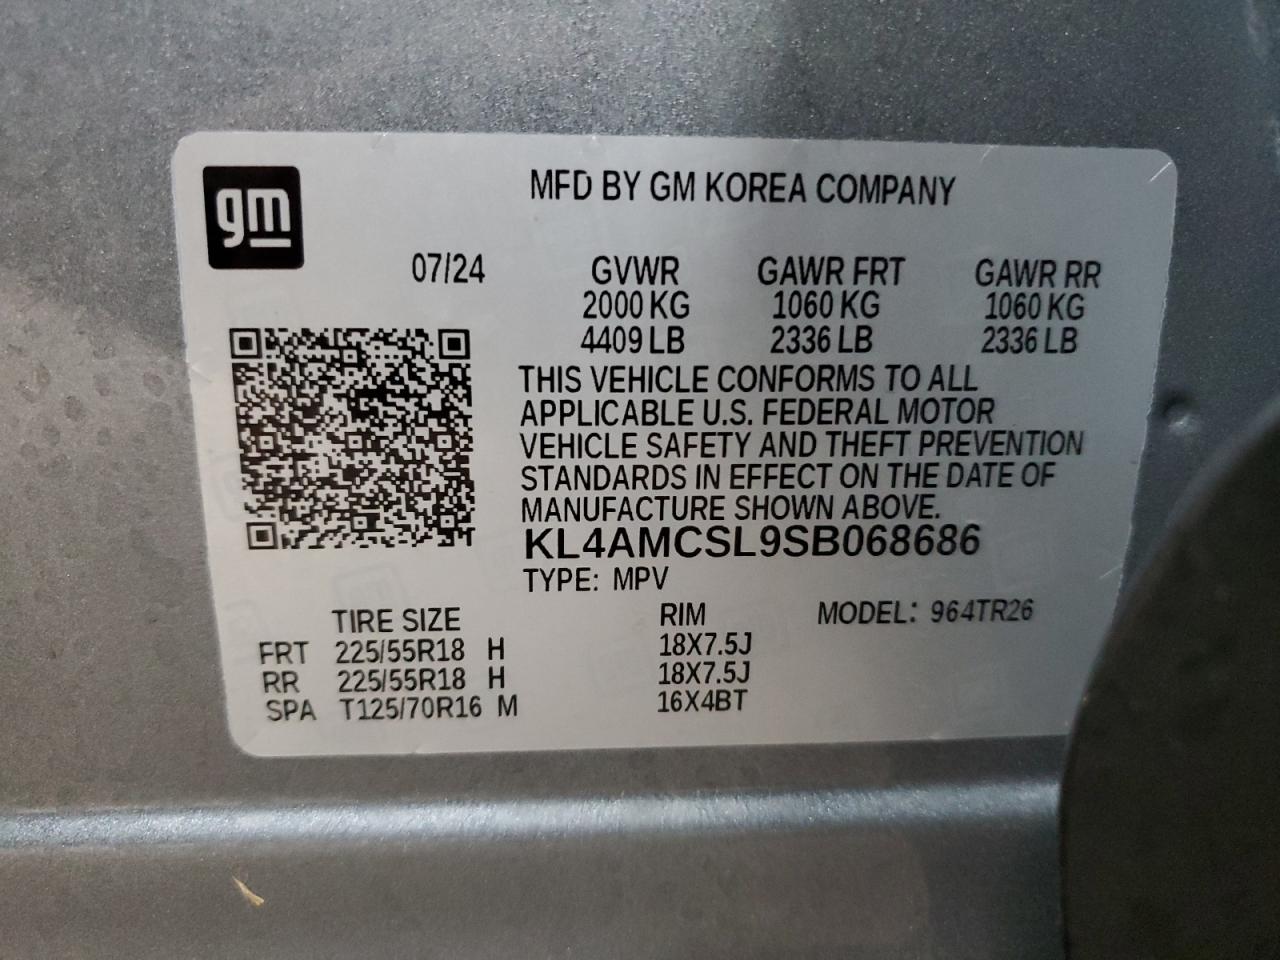 gm
MFD BY GM KOREA COMPANY
07/24 GVWR GAWR FRT GAWR RR
2000 KG 1060 KG 1060 KG
4409 LB 2336 LB 2336 LB
THIS VEHICLE CONFORMS TO ALL
APPLICABLE U.S. FEDERAL MOTOR
VEHICLE SAFETY AND THEFT PREVENTION
STANDARDS IN EFFECT ON THE DATE OF
MANUFACTURE SHOWN ABOVE.
KL4AMCSL9SB068686
TYPE: MPV
TIRE SIZE RIM MODEL: 964TR26
FRT 225/55R18 H 18X7.5J
RR 225/55R18 H 18X7.5J
SPA T125/70R16 M 16X4BT